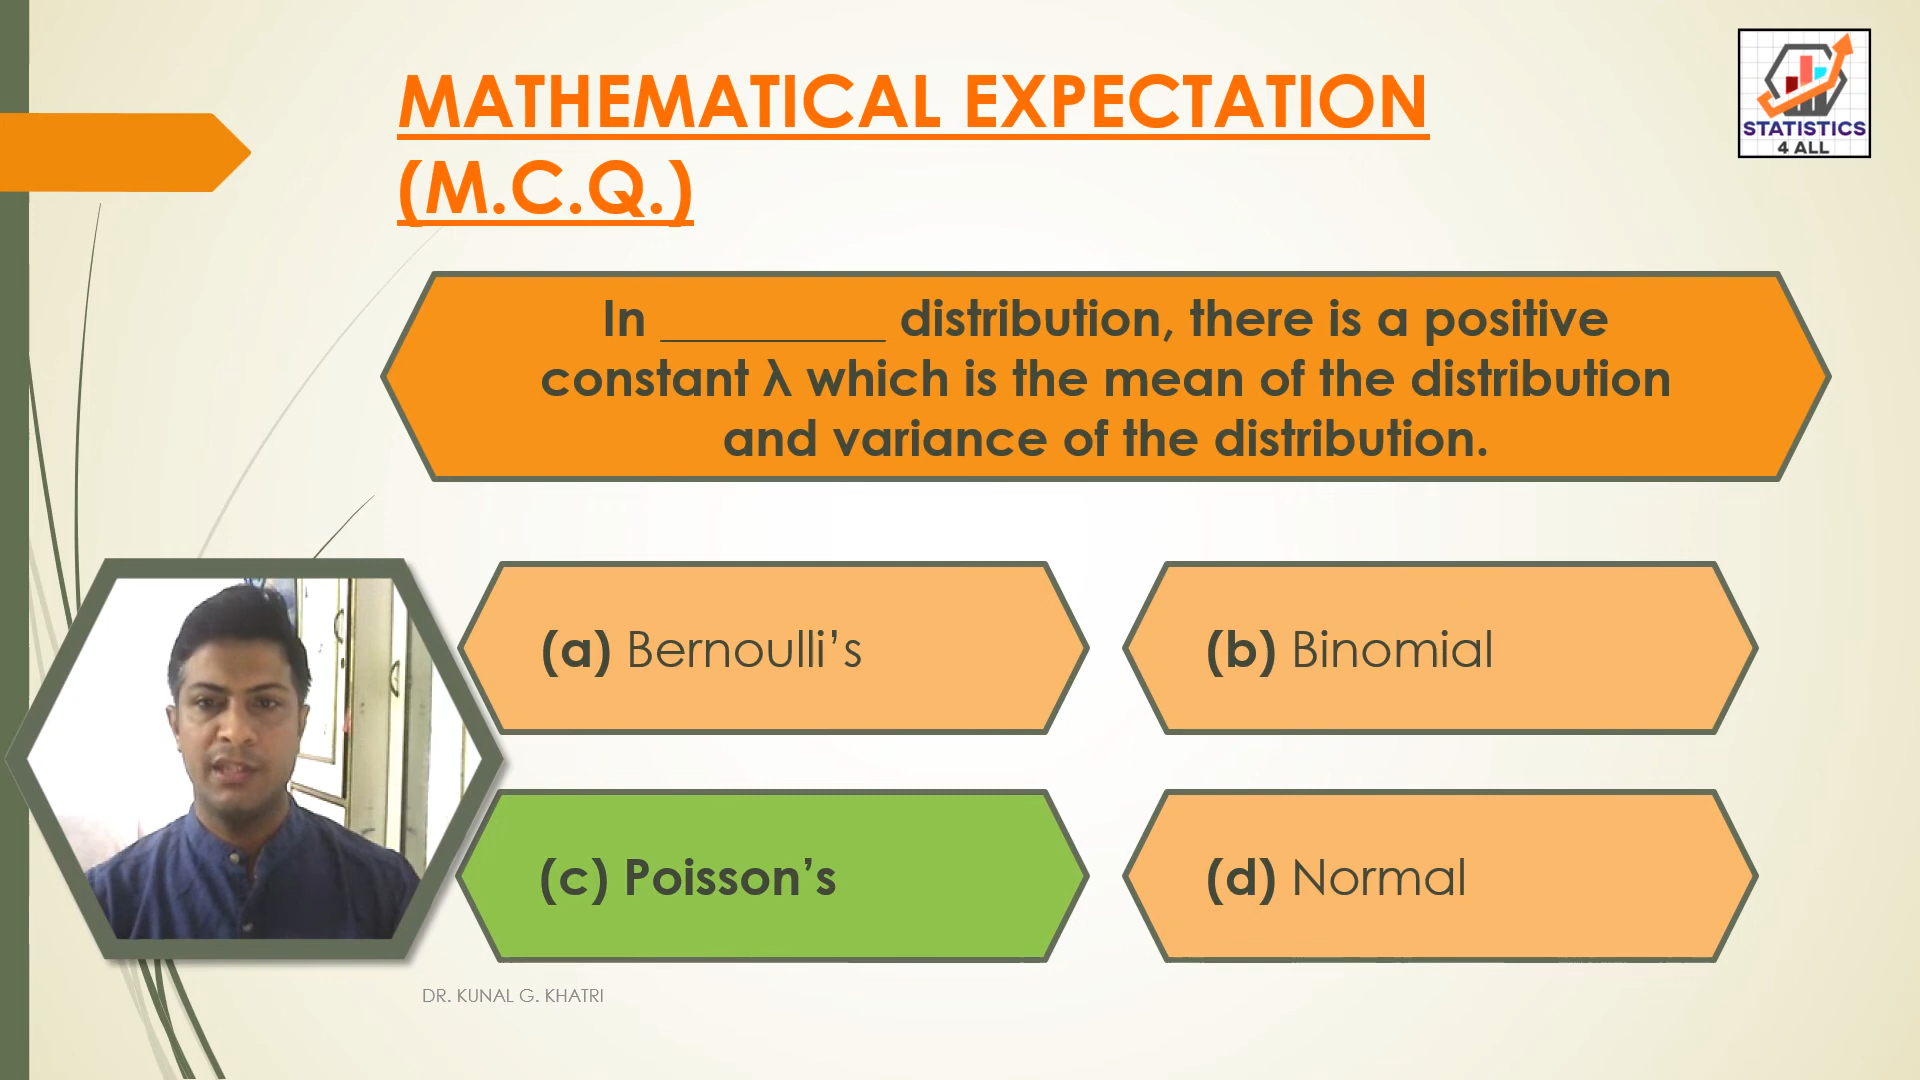 MATHEMATICAL EXPECTATION
(M.C.Q.)
STATISTICS
4 ALL
In _________ distribution, there is a positive
constant λ which is the mean of the distribution
and variance of the distribution.
(a) Bernoulli’s
(b) Binomial
(c) Poisson’s
(d) Normal
DR. KUNAL G. KHATRI